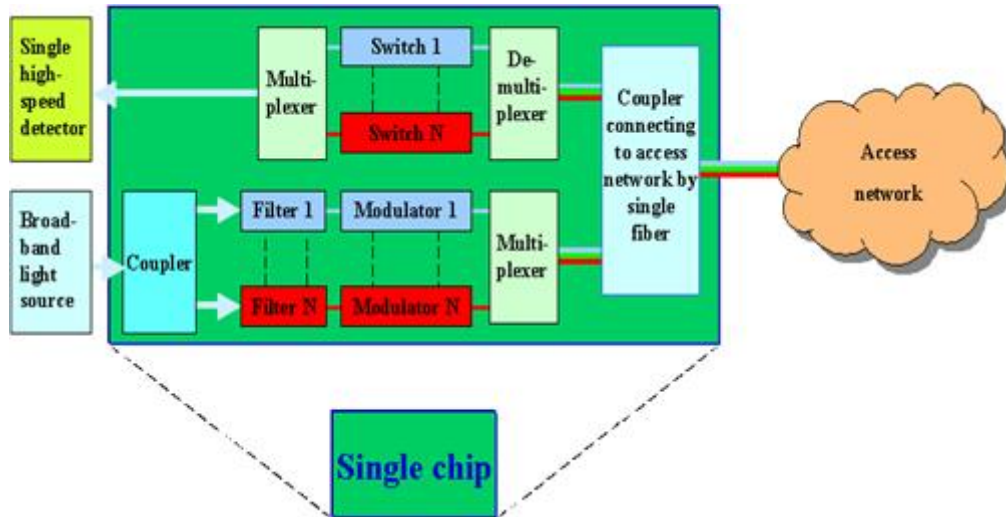 Single
high-
speed
detector
Multi-
plexer
Switch 1
Switch N
De-
multi-
plexer
Coupler
connecting
to access
network by
single
fiber
Access
network
Broad-
band
light
source
Coupler
Filter 1
Modulator 1
Filter N
Modulator N
Multi-
plexer
Single chip